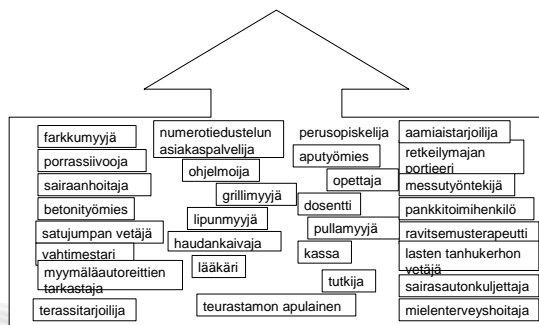 farkkumyyjä
porrassiivooja
sairaanhoitaja
betonityömies
satujumpan vetäjä
vahtimestari
myymäläautoreittien
tarkastaja
terassitarjoilija
numerotiedustelun
asiakaspalvelija
ohjelmoija
grillimyyjä
lipunmyyjä
haudankaivaja
lääkäri
teurastamon apulainen
perusopiskelija
aputyömies
opettaja
dosentti
pullamyyjä
kassa
tutkija
aamiaistarjoilija
retkeilymajan
portieeri
messutyöntekijä
pankkitoimihenkilö
ravitsemusterapeutti
lasten tanhukerhon
vetäjä
sairasautonkuljettaja
mielenterveyshoitaja